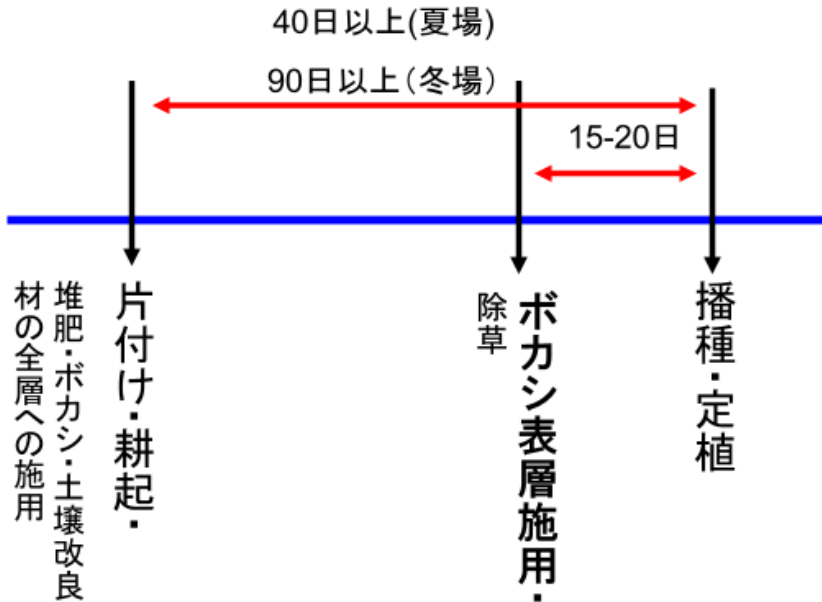 40日以上(夏場)
90日以上（冬場）
15-20日
片付け・耕起・
堆肥・ボカシ・土壌改良
材の全層への施用
ボカシ表層施用・
除草
播種・定植